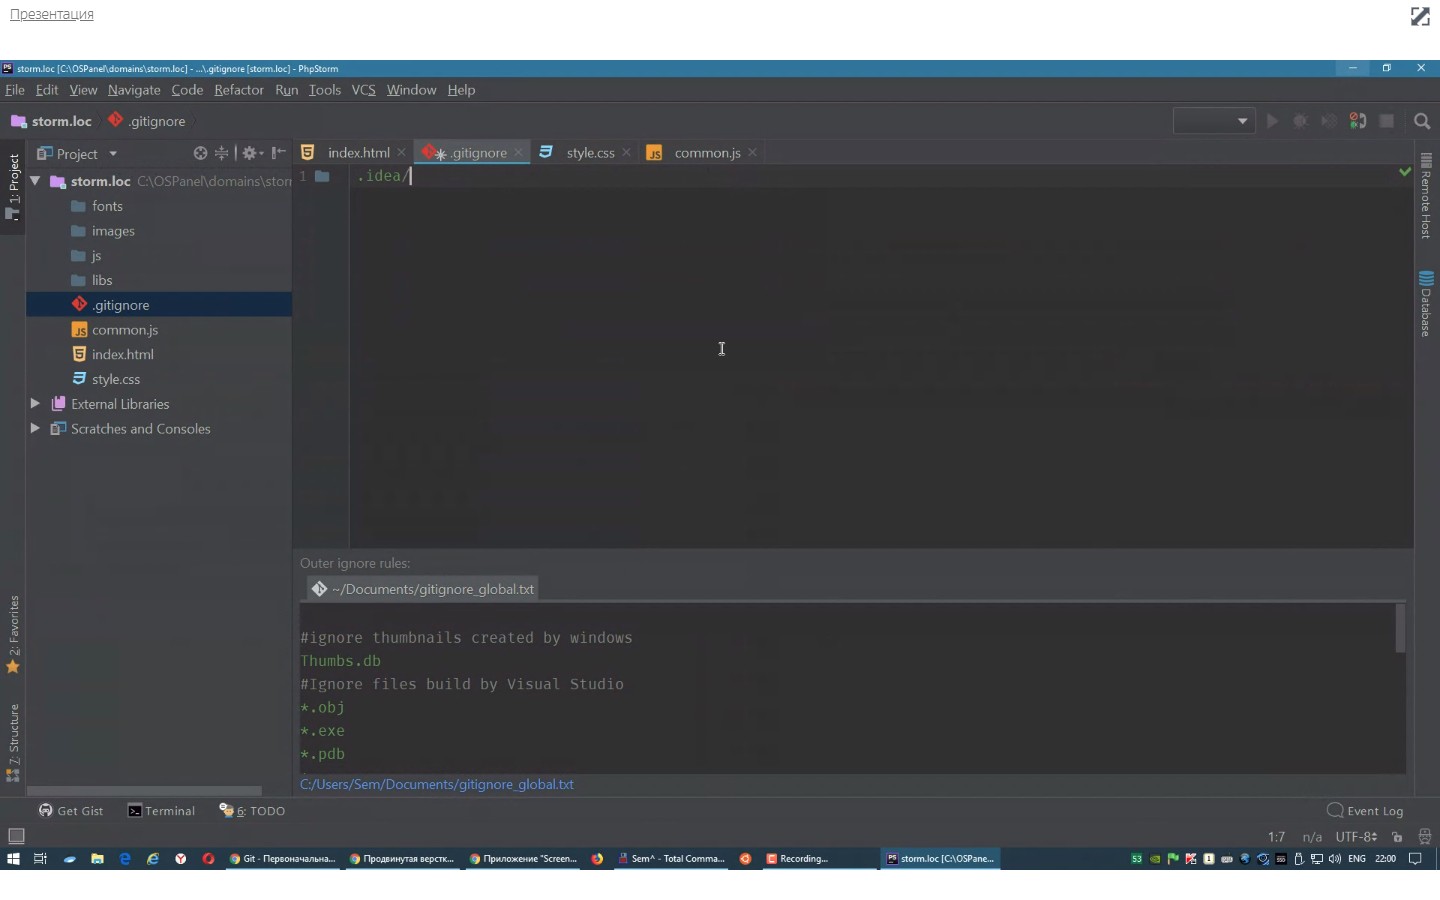 Презентация
storm.loc [C:\OSPanel\domains\storm.loc] - ...\.gitignore [storm.loc] - PhpStorm
File Edit View Navigate Code Refactor Run Tools VCS Window Help
storm.loc .gitignore
Project
index.html .gitignore style.css common.js
1: Project
storm.loc C:\OSPanel\domains\stor
1 .idea/
fonts
images
js
libs
.gitignore
common.js
index.html
style.css
External Libraries
Scratches and Consoles
Remote Host
Database
Outer ignore rules:
~/Documents/gitignore_global.txt
#ignore thumbnails created by windows
Thumbs.db
#Ignore files build by Visual Studio
*.obj
*.exe
*.pdb
C:/Users/Sem/Documents/gitignore_global.txt
2: Favorites
7: Structure
Get Gist Terminal 6: TODO Event Log
1:7 n/a UTF-8
Git - Первоначальна... Продвинутая верстк... Приложение "Screen... Sem^ - Total Comma... Recording... storm.loc [C:\OSPane... 53 ENG 22:00